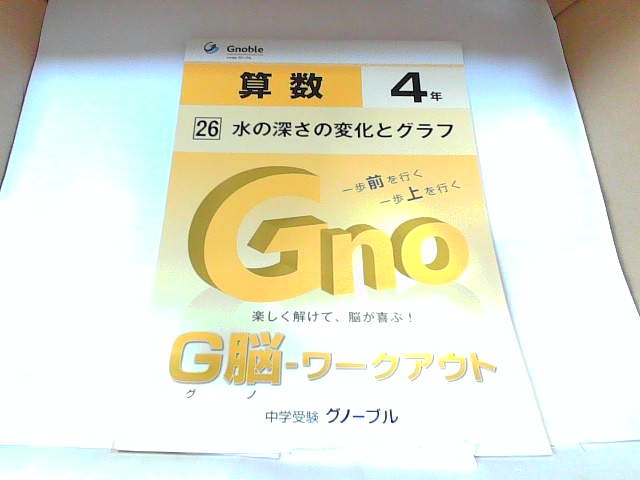 Gnoble
算数 4年
26 水の深さの変化とグラフ
一歩前を行く
一歩上を行く
Gno
楽しく解けて、脳が喜ぶ！
G脳-ワークアウト
グ ノ
中学受験 グノーブル